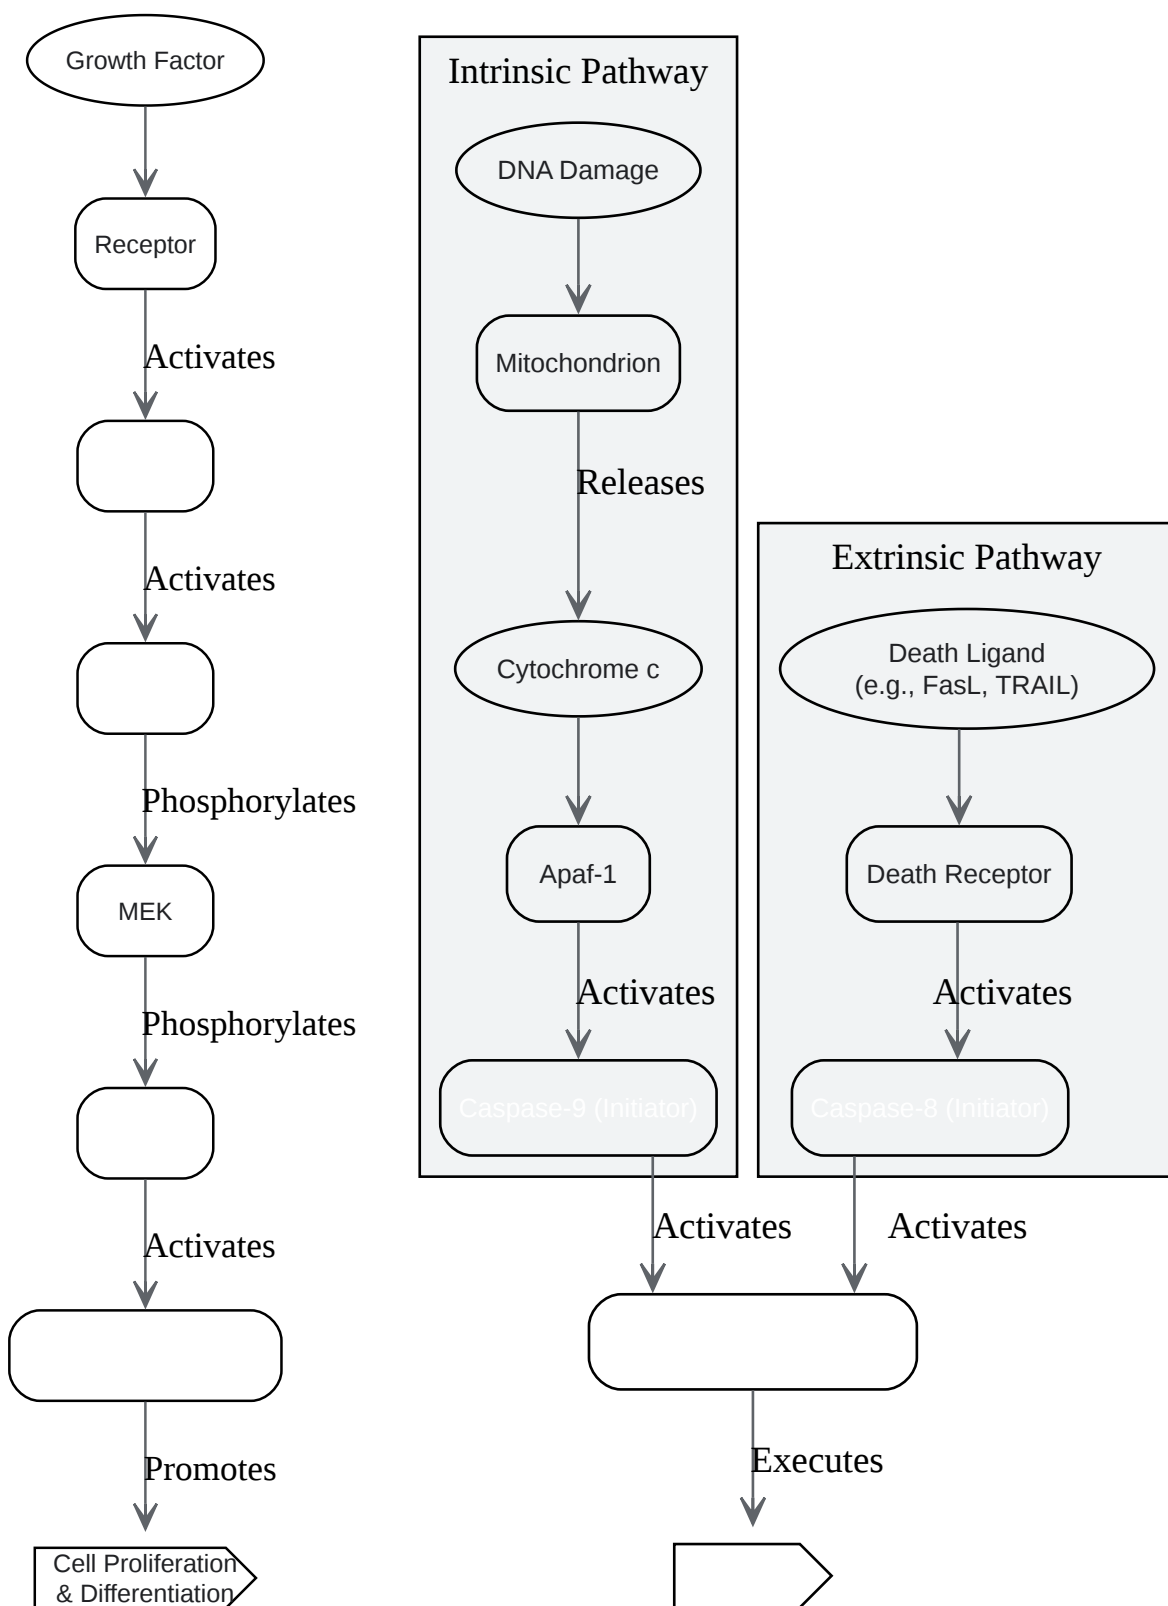 Growth Factor
Receptor
Activates
Activates
Phosphorylates
MEK
Phosphorylates
Activates
Promotes
Cell Proliferation
& Differentiation
Intrinsic Pathway
DNA Damage
Mitochondrion
Releases
Cytochrome c
Apaf-1
Activates
Caspase-9 (Initiator)
Activates
Extrinsic Pathway
Death Ligand
(e.g., FasL, TRAIL)
Death Receptor
Activates
Caspase-8 (Initiator)
Activates
Executes